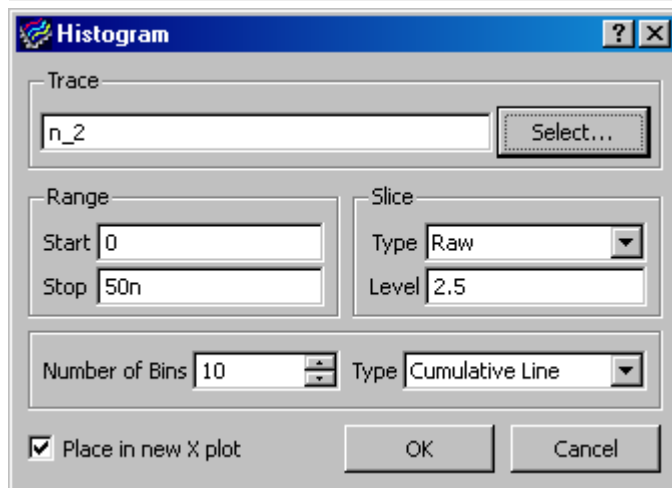 Histogram
Trace
n_2 Select...
Range
Start 0
Stop 50n
Slice
Type Raw
Level 2.5
Number of Bins 10 Type Cumulative Line
Place in new X plot OK Cancel